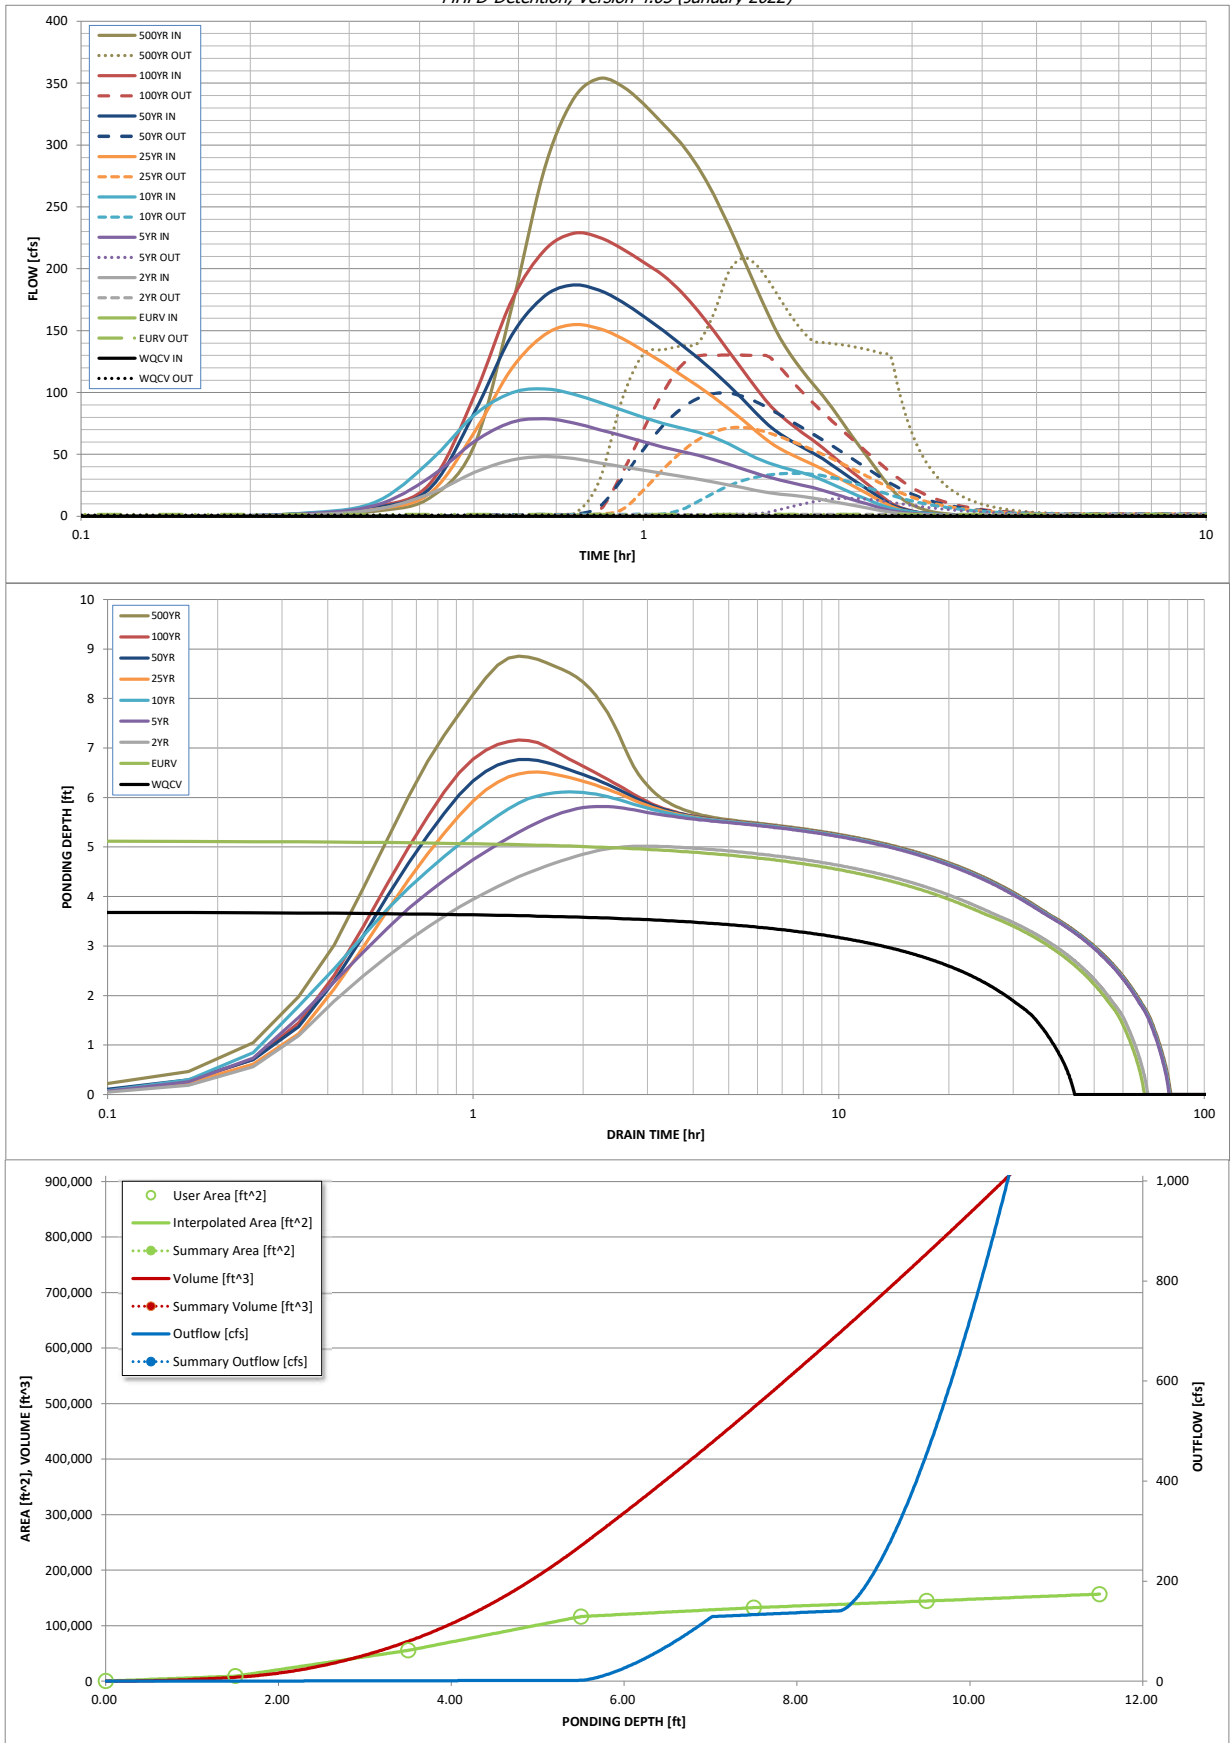 MHFD-Detention, Version 4.05 (January 2022)
400
350
300
250
200
150
100
50
0
FLOW [cfs]
500YR IN
500YR OUT
100YR IN
100YR OUT
50YR IN
50YR OUT
25YR IN
25YR OUT
10YR IN
10YR OUT
5YR IN
5YR OUT
2YR IN
2YR OUT
EURV IN
EURV OUT
WQCV IN
WQCV OUT
0.1
1
10
TIME [hr]
10
9
8
7
6
5
4
3
2
1
0
PONDING DEPTH [ft]
500YR
100YR
50YR
25YR
10YR
5YR
2YR
EURV
WQCV
0.1
1
10
100
DRAIN TIME [hr]
900,000
800,000
700,000
600,000
500,000
400,000
300,000
200,000
100,000
0
AREA [ft^2], VOLUME [ft^3]
User Area [ft^2]
Interpolated Area [ft^2]
Summary Area [ft^2]
Volume [ft^3]
Summary Volume [ft^3]
Outflow [cfs]
Summary Outflow [cfs]
1,000
800
600
400
200
0
OUTFLOW [cfs]
0.00
2.00
4.00
6.00
8.00
10.00
12.00
PONDING DEPTH [ft]